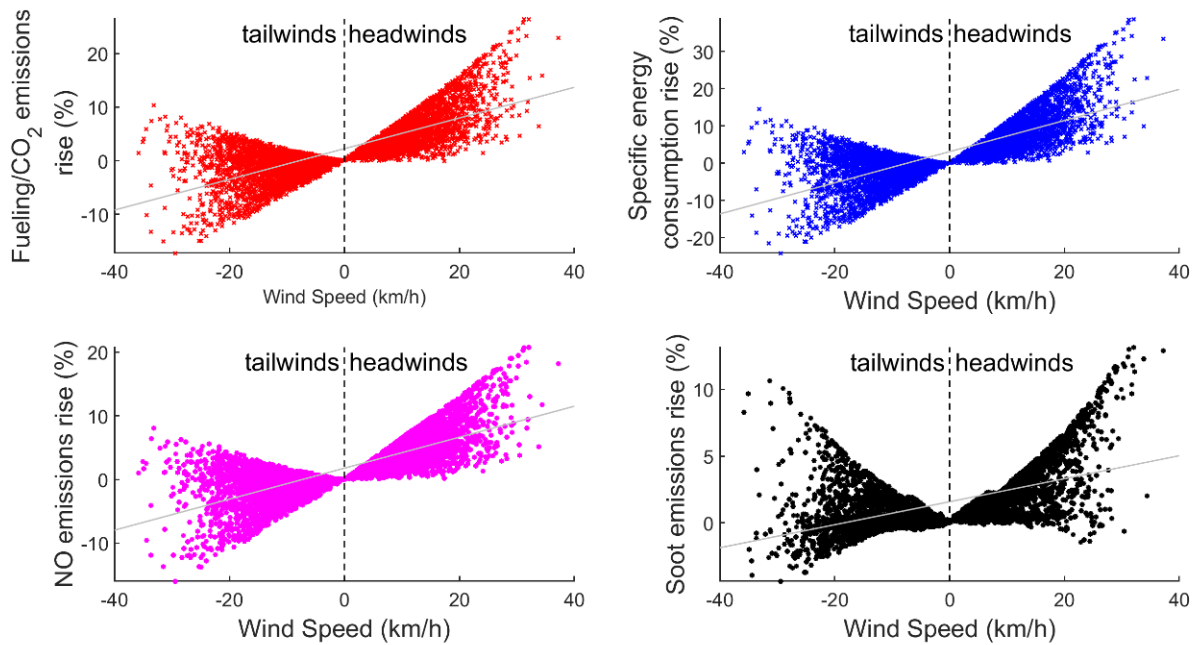 Fueling/CO2 emissions
rise (%)
tailwinds headwinds
20
10
0
-10
-40 -20 0 20 40
Wind Speed (km/h)
Specific energy
consumption rise (%)
tailwinds headwinds
30
20
10
0
-10
-20
-40 -20 0 20 40
Wind Speed (km/h)
NO emissions rise (%)
tailwinds headwinds
20
10
0
-10
-40 -20 0 20 40
Wind Speed (km/h)
Soot emissions rise (%)
tailwinds headwinds
10
5
0
-40 -20 0 20 40
Wind Speed (km/h)